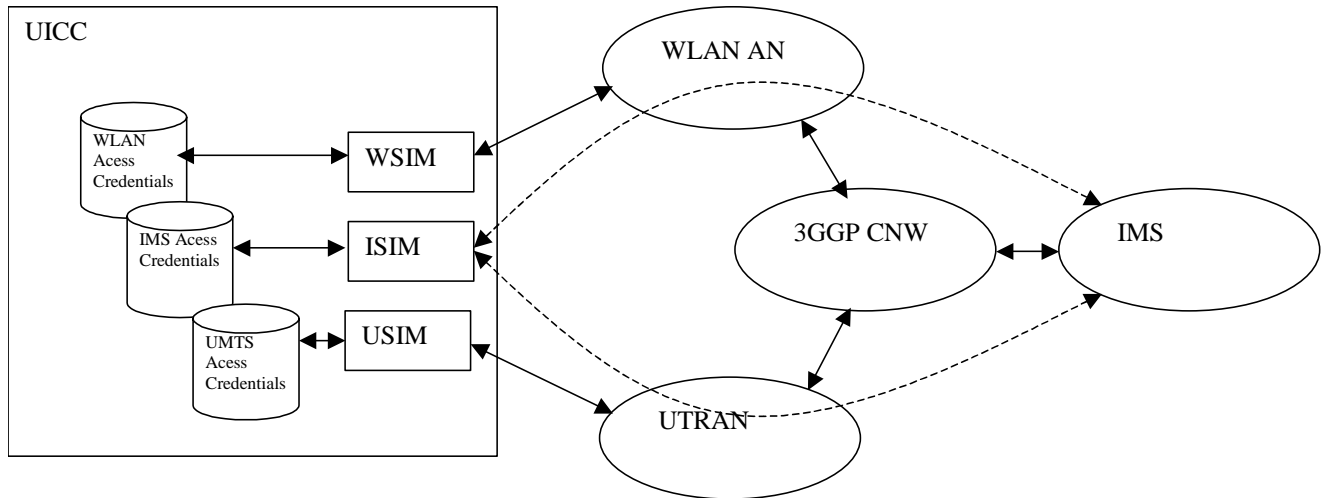 UICC
WLAN
Acess
Credentials
WSIM
IMS Acess
Credentials
ISIM
UMTS
Acess
Credentials
USIM
WLAN AN
3GGP CNW
IMS
UTRAN